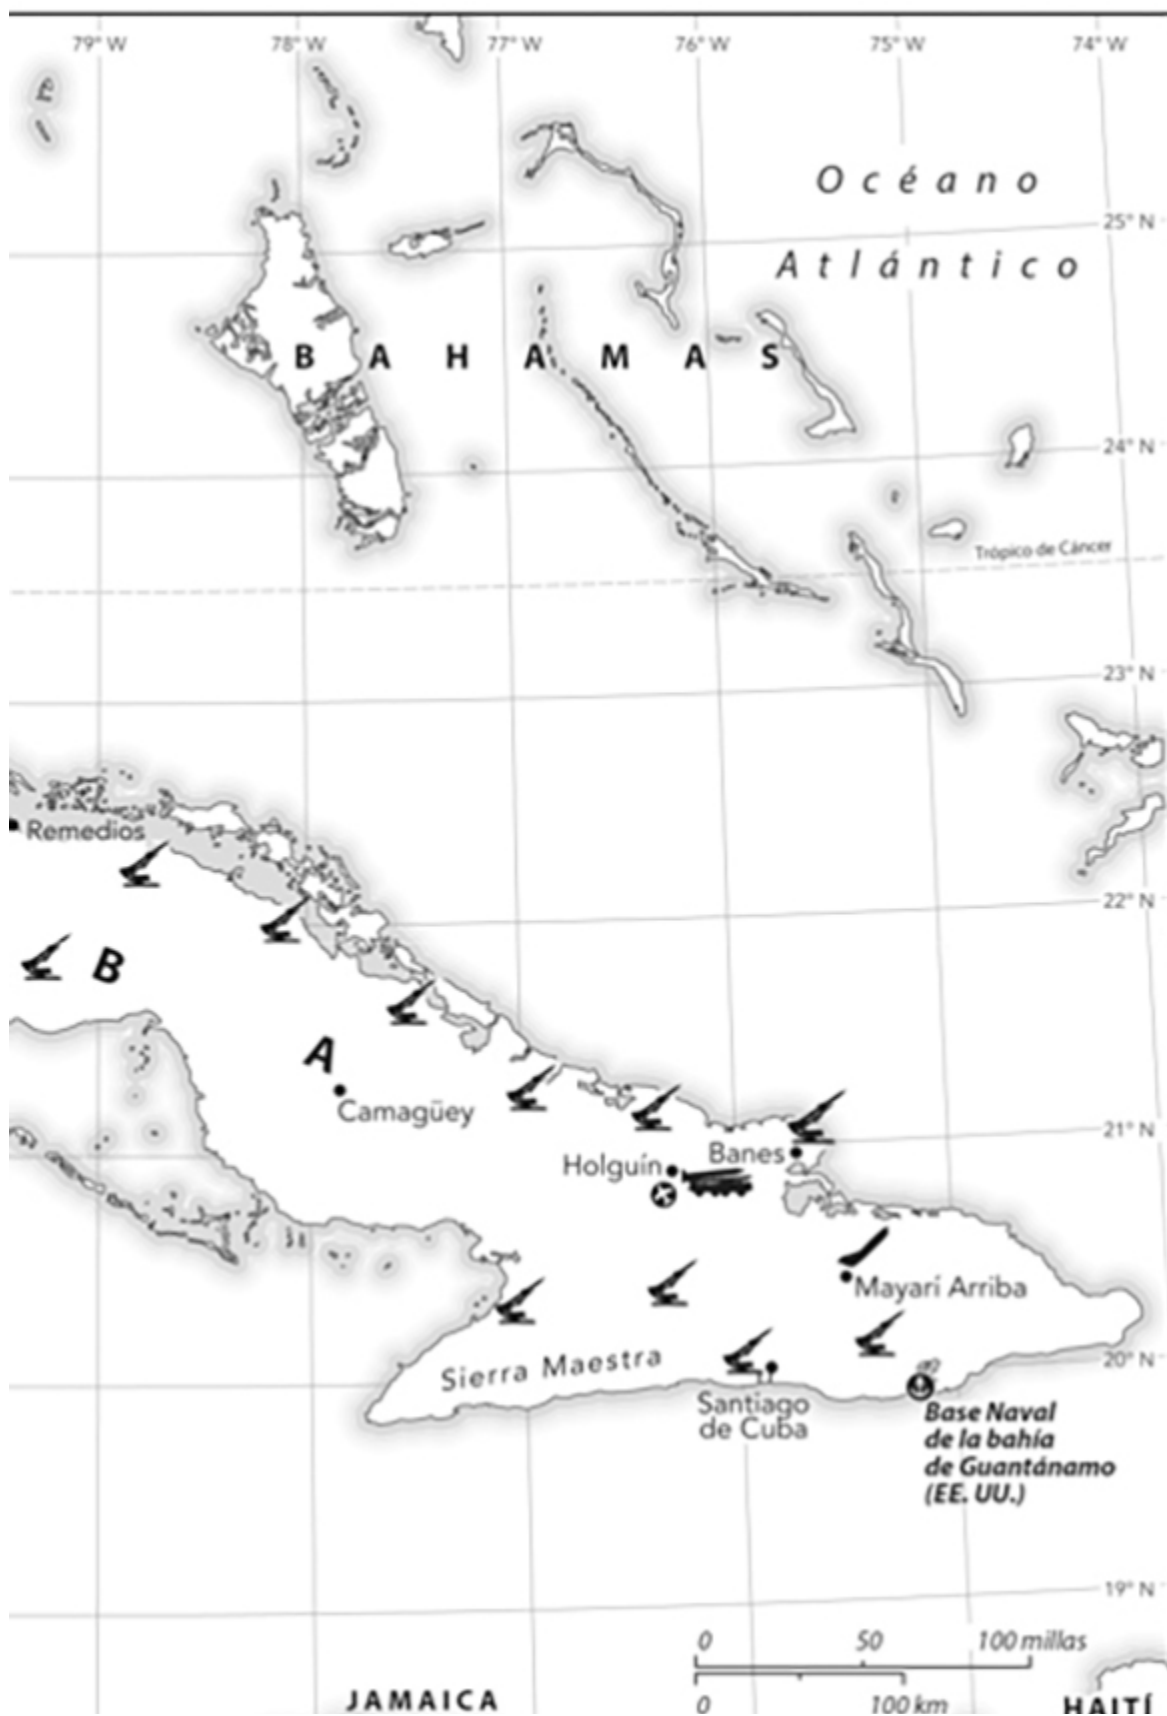 79° W 78° W 77° W 76° W 75° W 74° W
Océano
25° N
Atlántico
BAHAMAS
24° N
Trópico de Cáncer
23° N
Remedios
22° N
B
A
Camagüey
21° N
Banes
Holguín
Mayarí Arriba
Sierra Maestra
20° N
Santiago
de Cuba
Base Naval
de la bahía
de Guantánamo
(EE. UU.)
19° N
0 50 100 millas
0 100 km
JAMAICA
HAITÍ